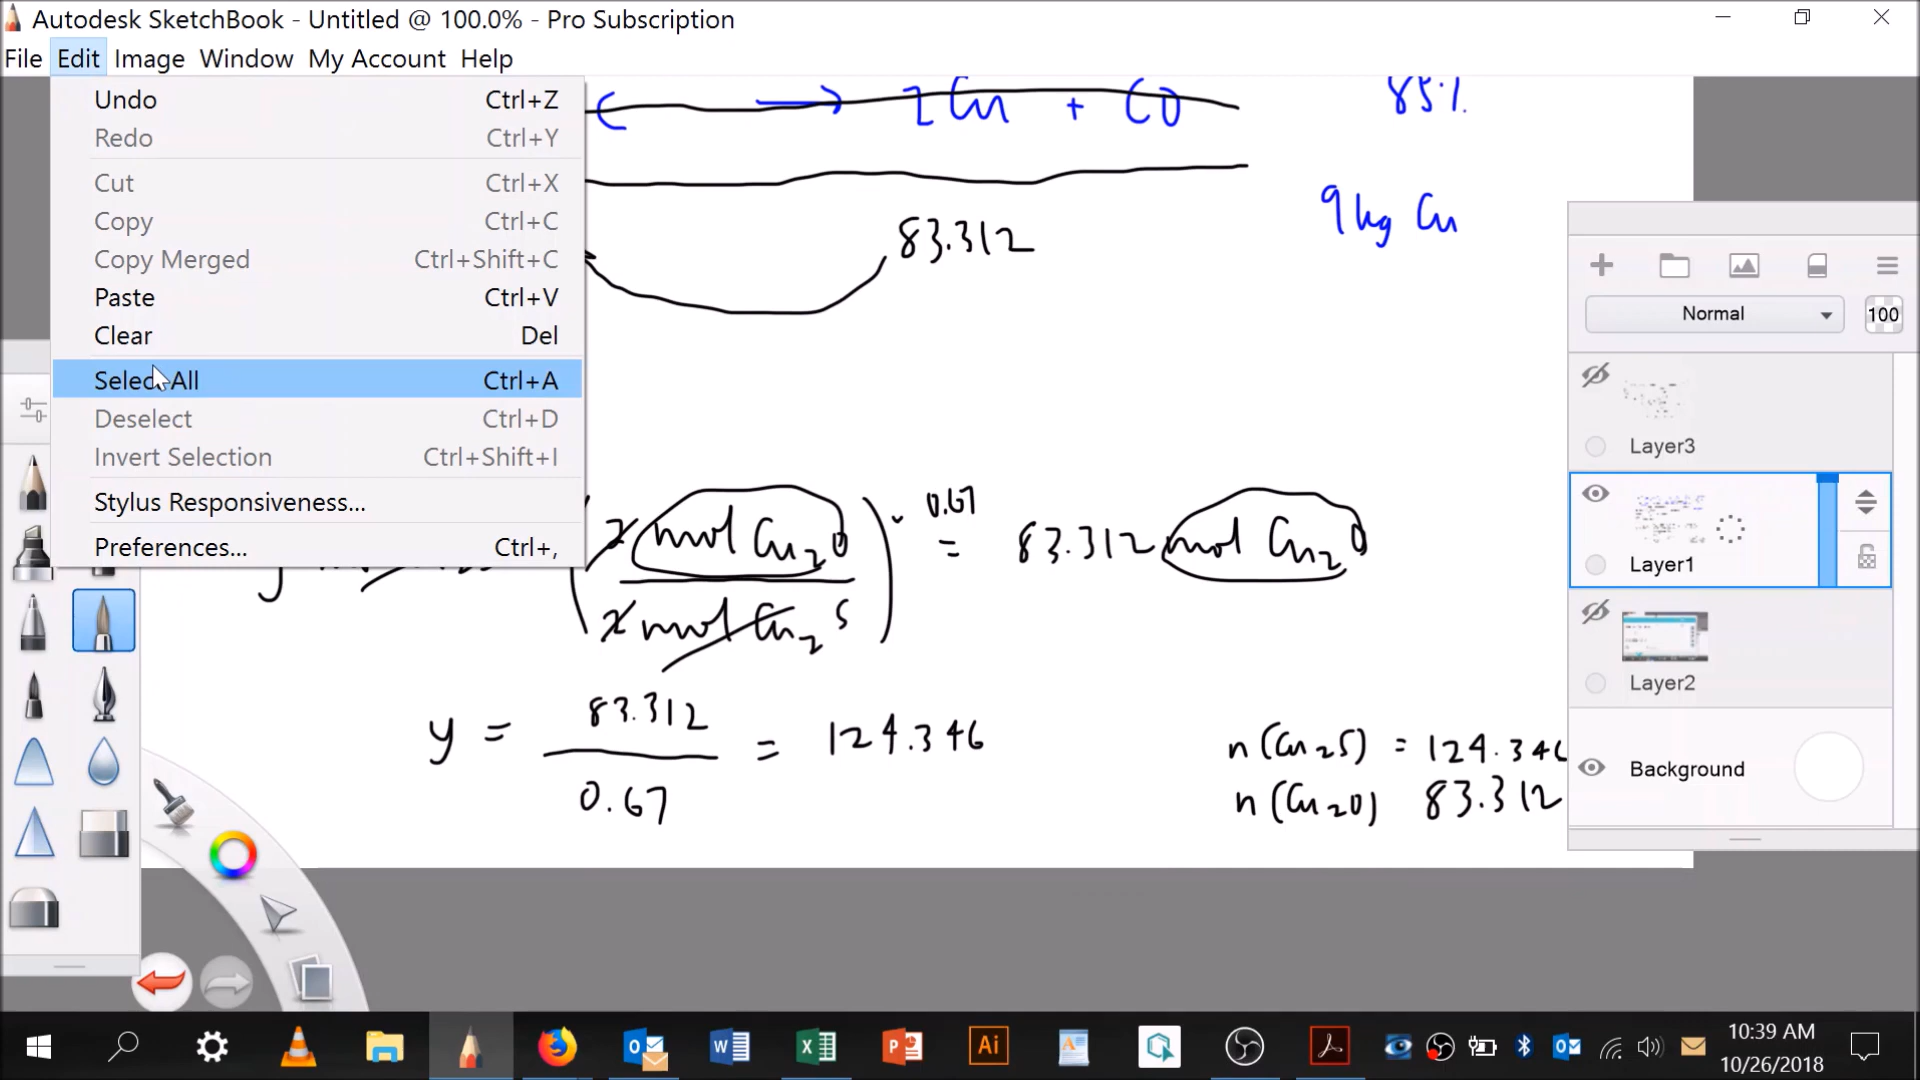 Autodesk SketchBook - Untitled @ 100.0% - Pro Subscription
File Edit Image Window My Account Help
Undo Ctrl+Z
Redo Ctrl+Y
Cut Ctrl+X
Copy Ctrl+C
Copy Merged Ctrl+Shift+C
Paste Ctrl+V
Clear Del
Select All Ctrl+A
Deselect Ctrl+D
Invert Selection Ctrl+Shift+I
Stylus Responsiveness...
Preferences... Ctrl+,
C → 2Cu + CO
85%
9kg Cu
83.312
(2 mol Cu2O / 2 mol Cu2S) · 0.67 = 83.312 mol Cu2O
y = 83.312 / 0.67 = 124.346
n(Cu2S) = 124.346
n(Cu2O) 83.312
Normal 100
Layer3
Layer1
Layer2
Background
10:39 AM
10/26/2018